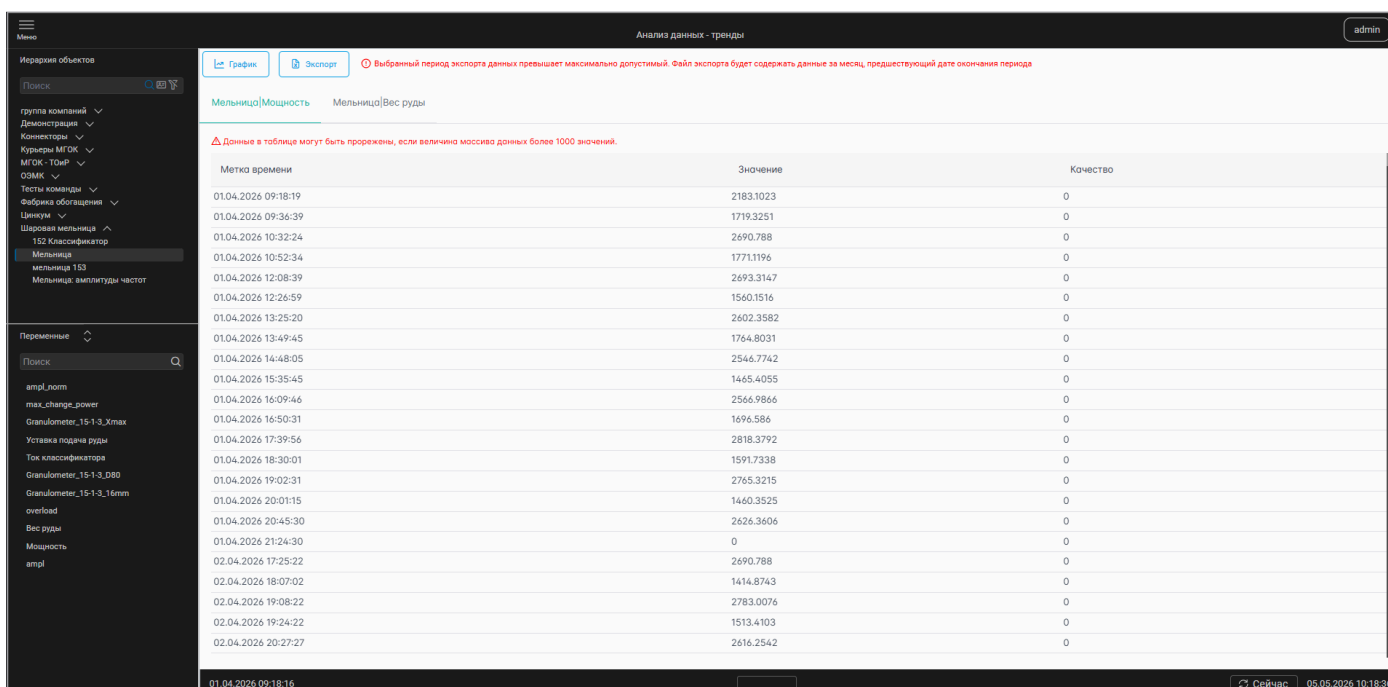 Меню
Анализ данных - тренды
admin
Иерархия объектов
Поиск
группа компаний
Демонстрация
Коннекторы
Курьеры МГОК
МГОК - ТОиР
ОЭМК
Тесты команды
Фабрика обогащения
Цинкум
Шаровая мельница
152 Классификатор
Мельница
мельница 153
Мельница: амплитуды частот
Переменные
Поиск
ampl_norm
max_change_power
Granulometer_15-1-3_Xmax
Уставка подача руды
Ток классификатора
Granulometer_15-1-3_D80
Granulometer_15-1-3_16mm
overload
Вес руды
Мощность
ampl
График Экспорт Выбранный период экспорта данных превышает максимально допустимый. Файл экспорта будет содержать данные за месяц, предшествующий дате окончания периода
Мельница|Мощность Мельница|Вес руды
Данные в таблице могут быть прорежены, если величина массива данных более 1000 значений.
Метка времени Значение Качество
01.04.2026 09:18:19 2183.1023 0
01.04.2026 09:36:39 1719.3251 0
01.04.2026 10:32:24 2690.788 0
01.04.2026 10:52:34 1771.1196 0
01.04.2026 12:08:39 2693.3147 0
01.04.2026 12:26:59 1560.1516 0
01.04.2026 13:25:20 2602.3582 0
01.04.2026 13:49:45 1764.8031 0
01.04.2026 14:48:05 2546.7742 0
01.04.2026 15:35:45 1465.4055 0
01.04.2026 16:09:46 2566.9866 0
01.04.2026 16:50:31 1696.586 0
01.04.2026 17:39:56 2818.3792 0
01.04.2026 18:30:01 1591.7338 0
01.04.2026 19:02:31 2765.3215 0
01.04.2026 20:01:15 1460.3525 0
01.04.2026 20:45:30 2626.3606 0
01.04.2026 21:24:30 0 0
02.04.2026 17:25:22 2690.788 0
02.04.2026 18:07:02 1414.8743 0
02.04.2026 19:08:22 2783.0076 0
02.04.2026 19:24:22 1513.4103 0
02.04.2026 20:27:27 2616.2542 0
01.04.2026 09:18:16 Сейчас 05.05.2026 10:18:36